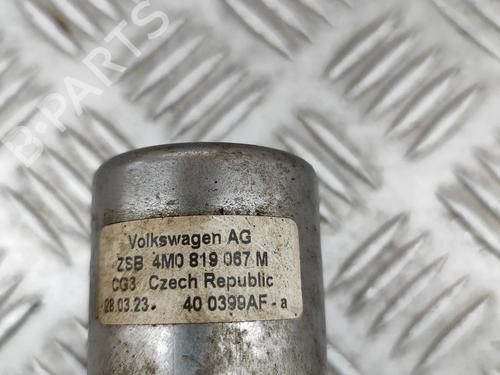 B-PARTS
Volkswagen AG
ZSB 4M0 819 067 M
CG3 Czech Republic
28.03.23. 40 0399AF-a